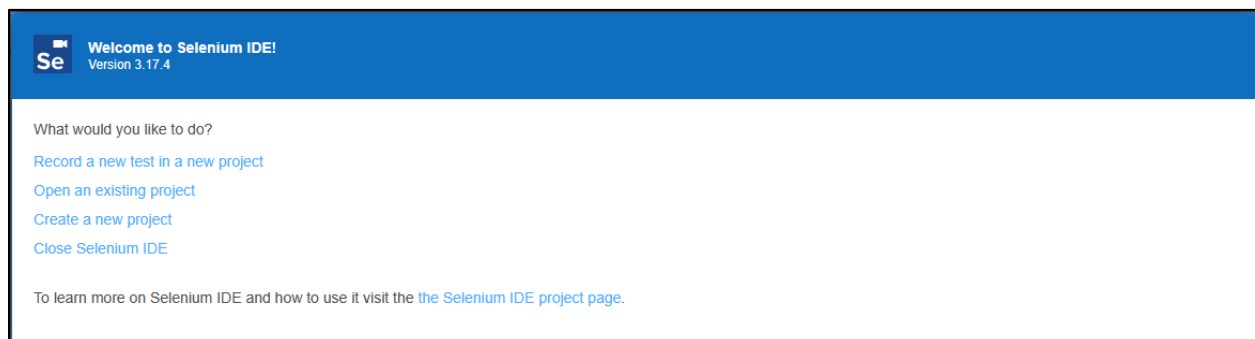 Se
Welcome to Selenium IDE!
Version 3.17.4
What would you like to do?
Record a new test in a new project
Open an existing project
Create a new project
Close Selenium IDE
To learn more on Selenium IDE and how to use it visit the the Selenium IDE project page.